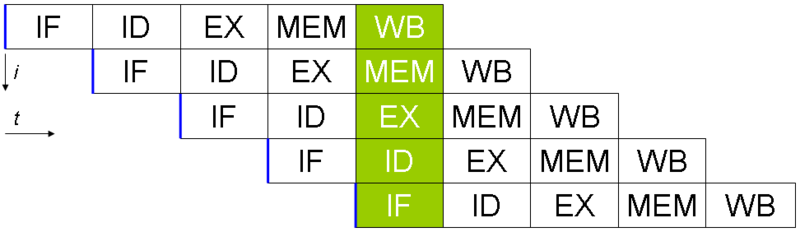 IF ID EX MEM WB
i IF ID EX MEM WB
t IF ID EX MEM WB
IF ID EX MEM WB
IF ID EX MEM WB